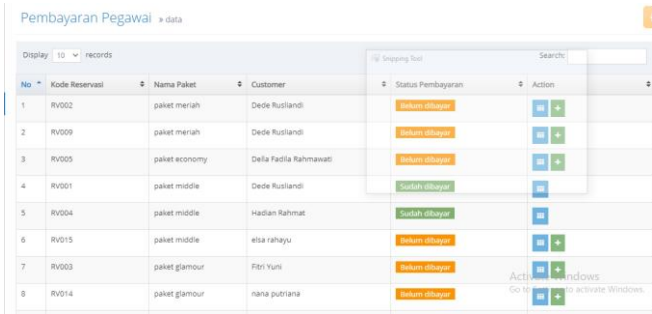 Pembayaran Pegawai » data
Display 10 records Search:
No Kode Reservasi Nama Paket Customer Status Pembayaran Action
Snipping Tool
1 RV002 paket meriah Dede Rusliandi Belum dibayar
2 RV009 paket meriah Dede Rusliandi Belum dibayar
3 RV005 paket economy Della Fadila Rahmawati Belum dibayar
4 RV001 paket middle Dede Rusliandi Sudah dibayar
5 RV004 paket middle Hadian Rahmat Sudah dibayar
6 RV015 paket middle elsa rahayu Belum dibayar
7 RV003 paket glamour Fitri Yuni Belum dibayar
8 RV014 paket glamour nana putriana Belum dibayar
Activate Windows
Go to to activate Windows.